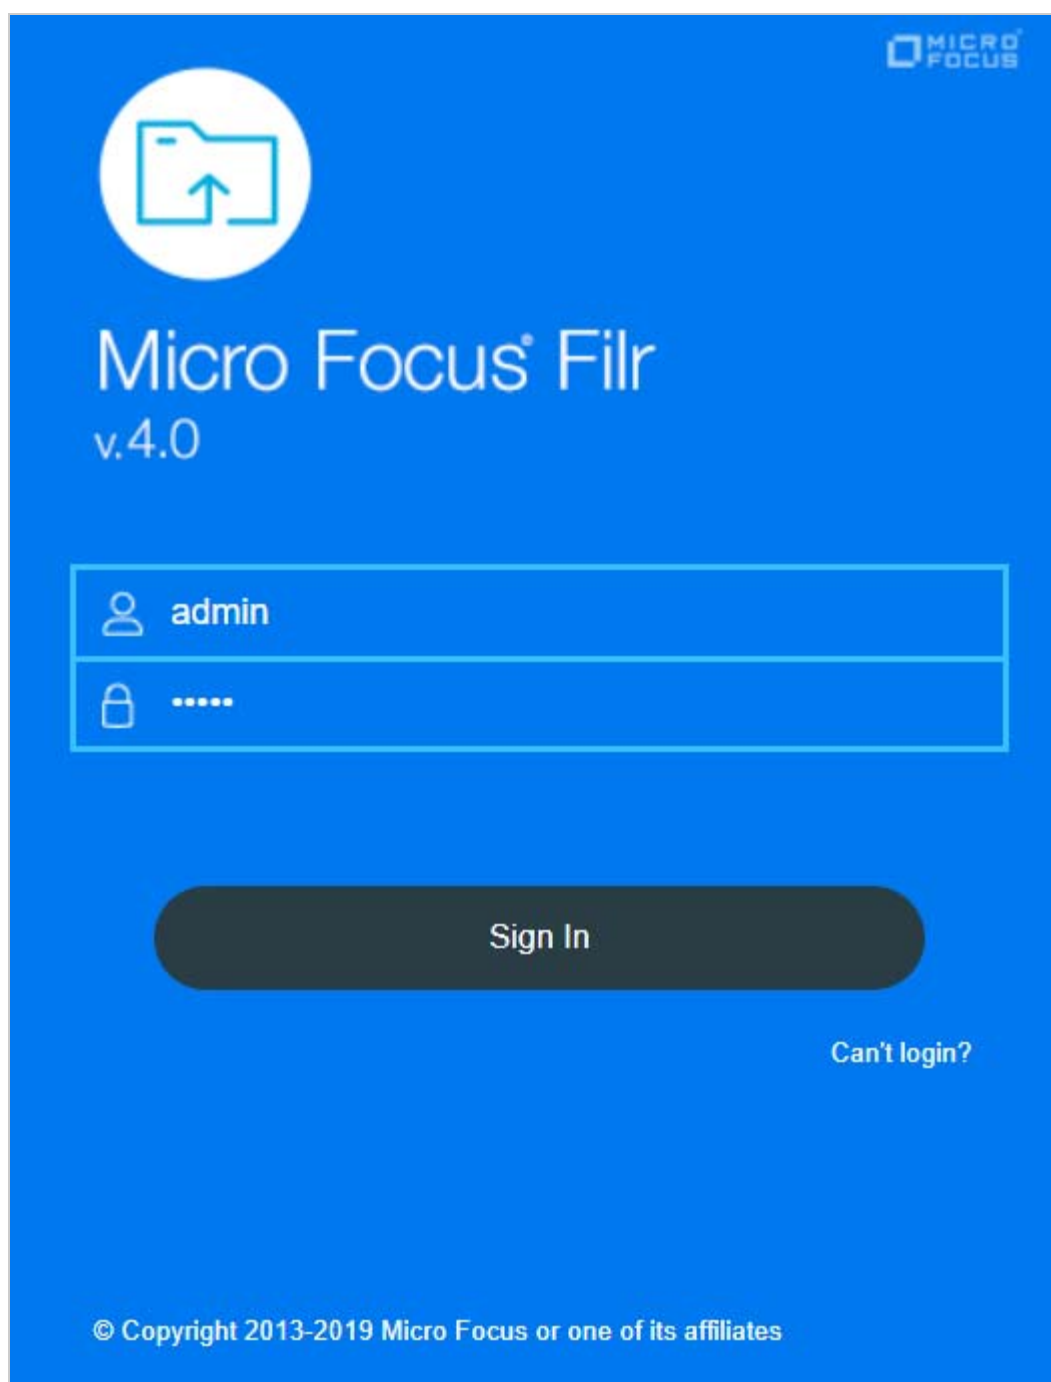 MICRO
FOCUS
Micro Focus® Filr
v.4.0
admin
•••••
Sign In
Can't login?
© Copyright 2013-2019 Micro Focus or one of its affiliates